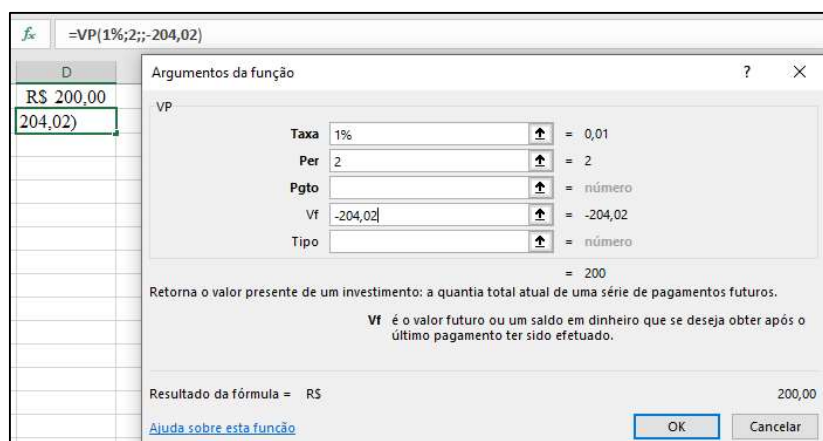 fx =VP(1%;2;;-204,02)
D
R$ 200,00
204,02)
Argumentos da função ? ×
VP
Taxa 1% = 0,01
Per 2 = 2
Pgto = número
Vf -204,02 = -204,02
Tipo = número
= 200
Retorna o valor presente de um investimento: a quantia total atual de uma série de pagamentos futuros.
Vf é o valor futuro ou um saldo em dinheiro que se deseja obter após o
último pagamento ter sido efetuado.
Resultado da fórmula = R$ 200,00
Ajuda sobre esta função OK Cancelar